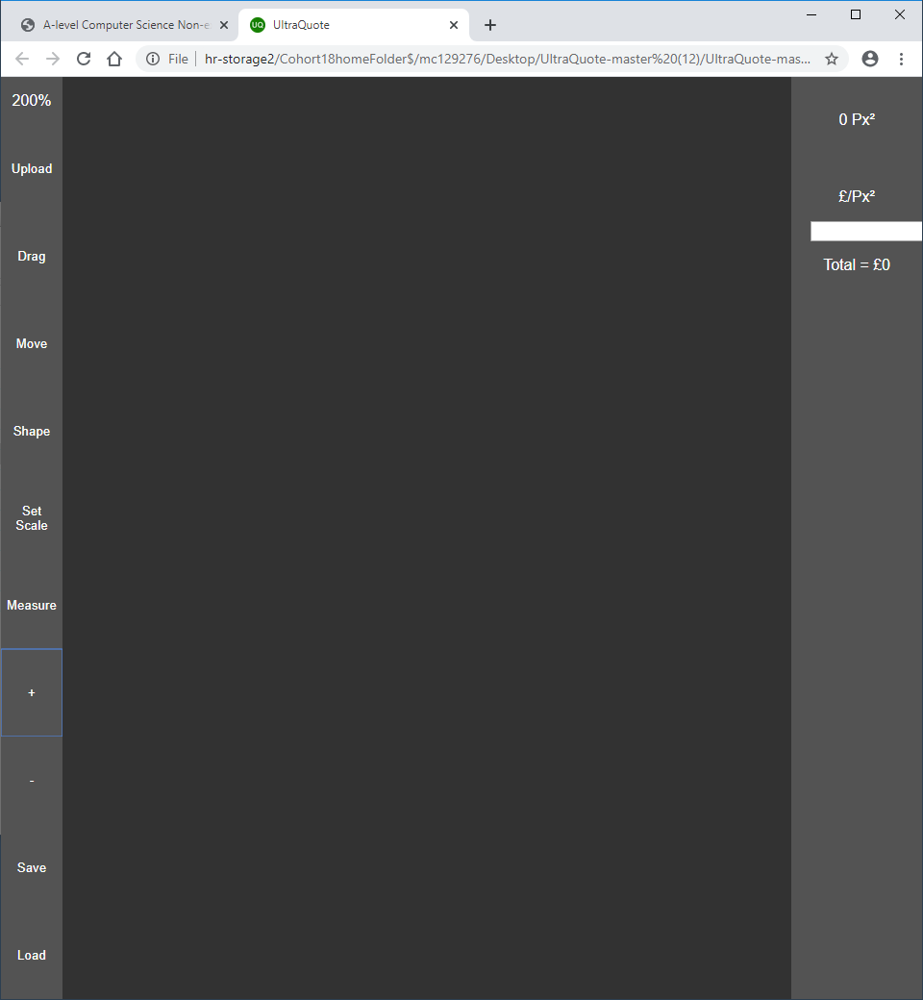 A-level Computer Science Non-e
UQ UltraQuote
File hr-storage2/Cohort18homeFolder$/mc129276/Desktop/UltraQuote-master%20(12)/UltraQuote-mas...
200%
Upload
Drag
Move
Shape
Set
Scale
Measure
+
-
Save
Load
0 Px²
£/Px²
Total = £0